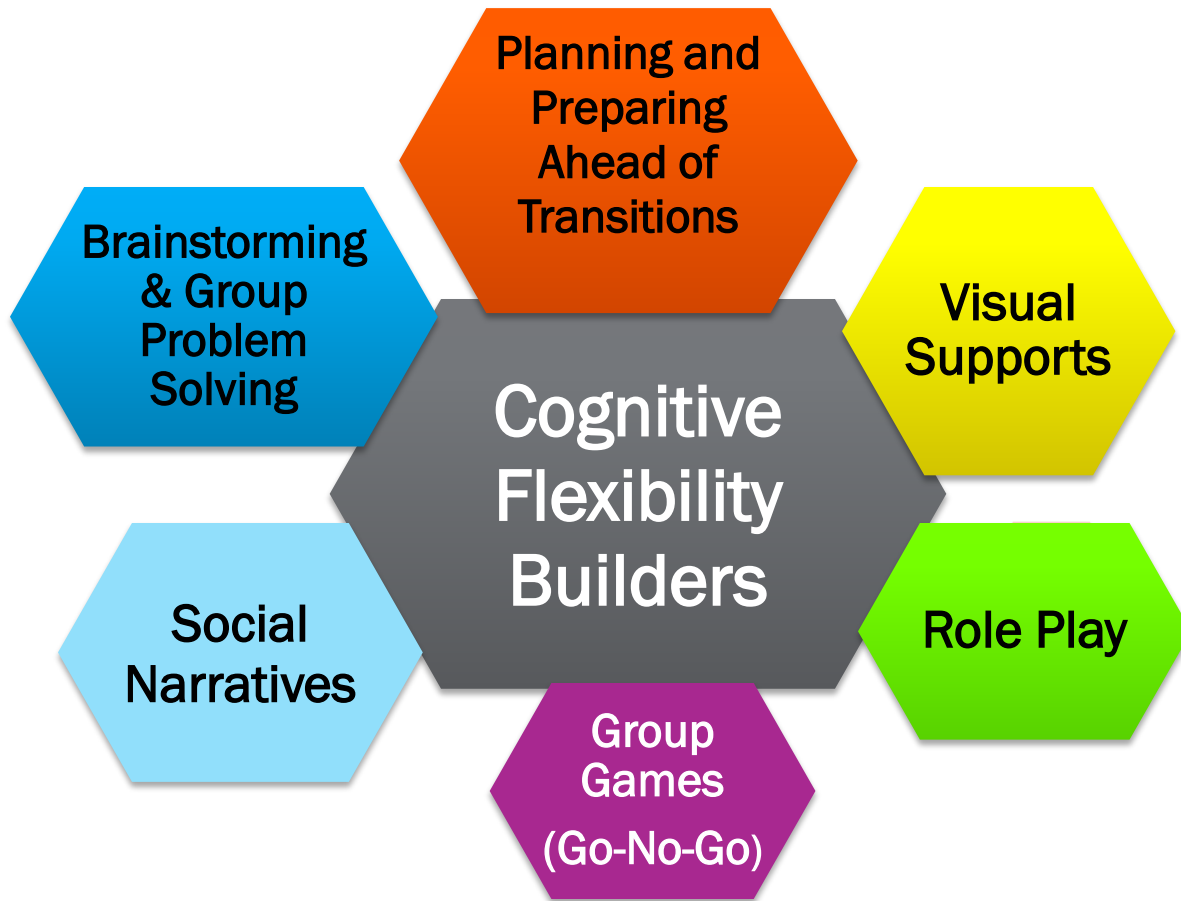 Planning and
Preparing
Ahead of
Transitions
Brainstorming
& Group
Problem
Solving
Visual
Supports
Cognitive
Flexibility
Builders
Social
Narratives
Role Play
Group
Games
(Go-No-Go)